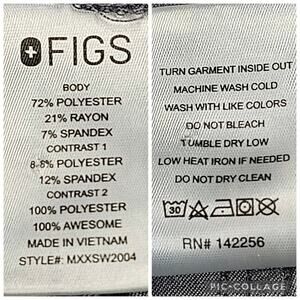 FIGS
BODY
72% POLYESTER
21% RAYON
7% SPANDEX
CONTRAST 1
88% POLYESTER
12% SPANDEX
CONTRAST 2
100% POLYESTER
100% AWESOME
MADE IN VIETNAM
STYLE#: MXXSW2004
TURN GARMENT INSIDE OUT
MACHINE WASH COLD
WASH WITH LIKE COLORS
DO NOT BLEACH
TUMBLE DRY LOW
LOW HEAT IRON IF NEEDED
DO NOT DRY CLEAN
30
RN# 142256
PIC-COLLAGE